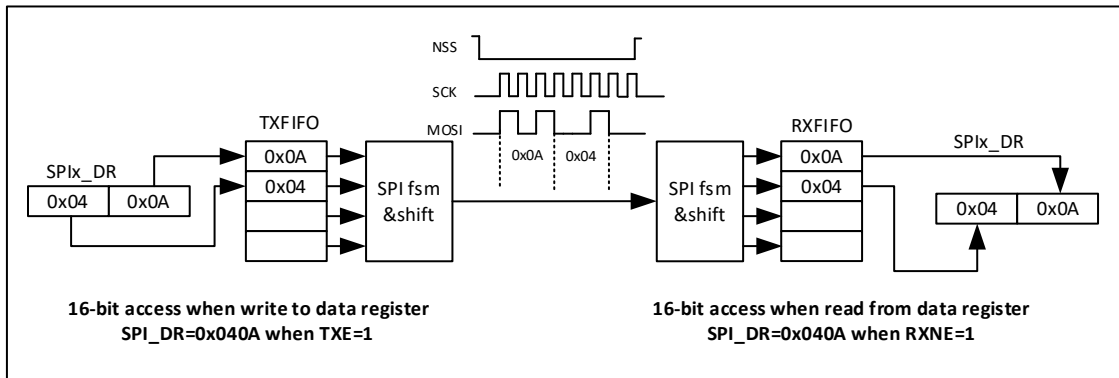 NSS
SCK
MOSI
0x0A
0x04
TXFIFO
0x0A
0x04
SPIx_DR
0x04
0x0A
SPI fsm
&shift
SPI fsm
&shift
RXFIFO
0x0A
0x04
SPIx_DR
0x04
0x0A
16-bit access when write to data register
SPI_DR=0x040A when TXE=1
16-bit access when read from data register
SPI_DR=0x040A when RXNE=1